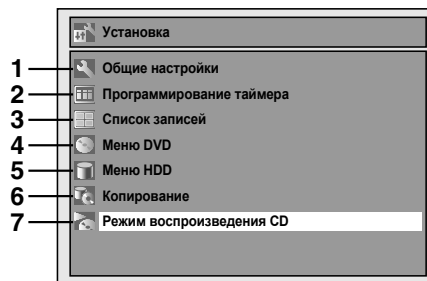 Установка
1 Общие настройки
2 Программирование таймера
3 Список записей
4 Меню DVD
5 Меню HDD
6 Копирование
7 Режим воспроизведения CD